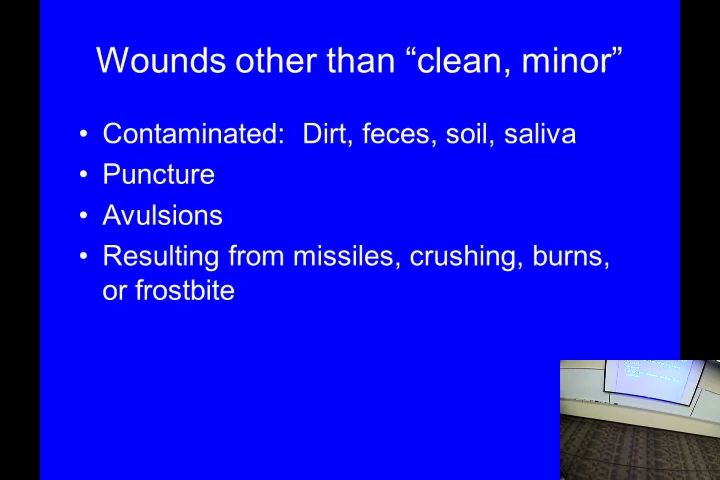 Wounds other than “clean, minor”
• Contaminated:  Dirt, feces, soil, saliva
• Puncture
• Avulsions
• Resulting from missiles, crushing, burns,
or frostbite